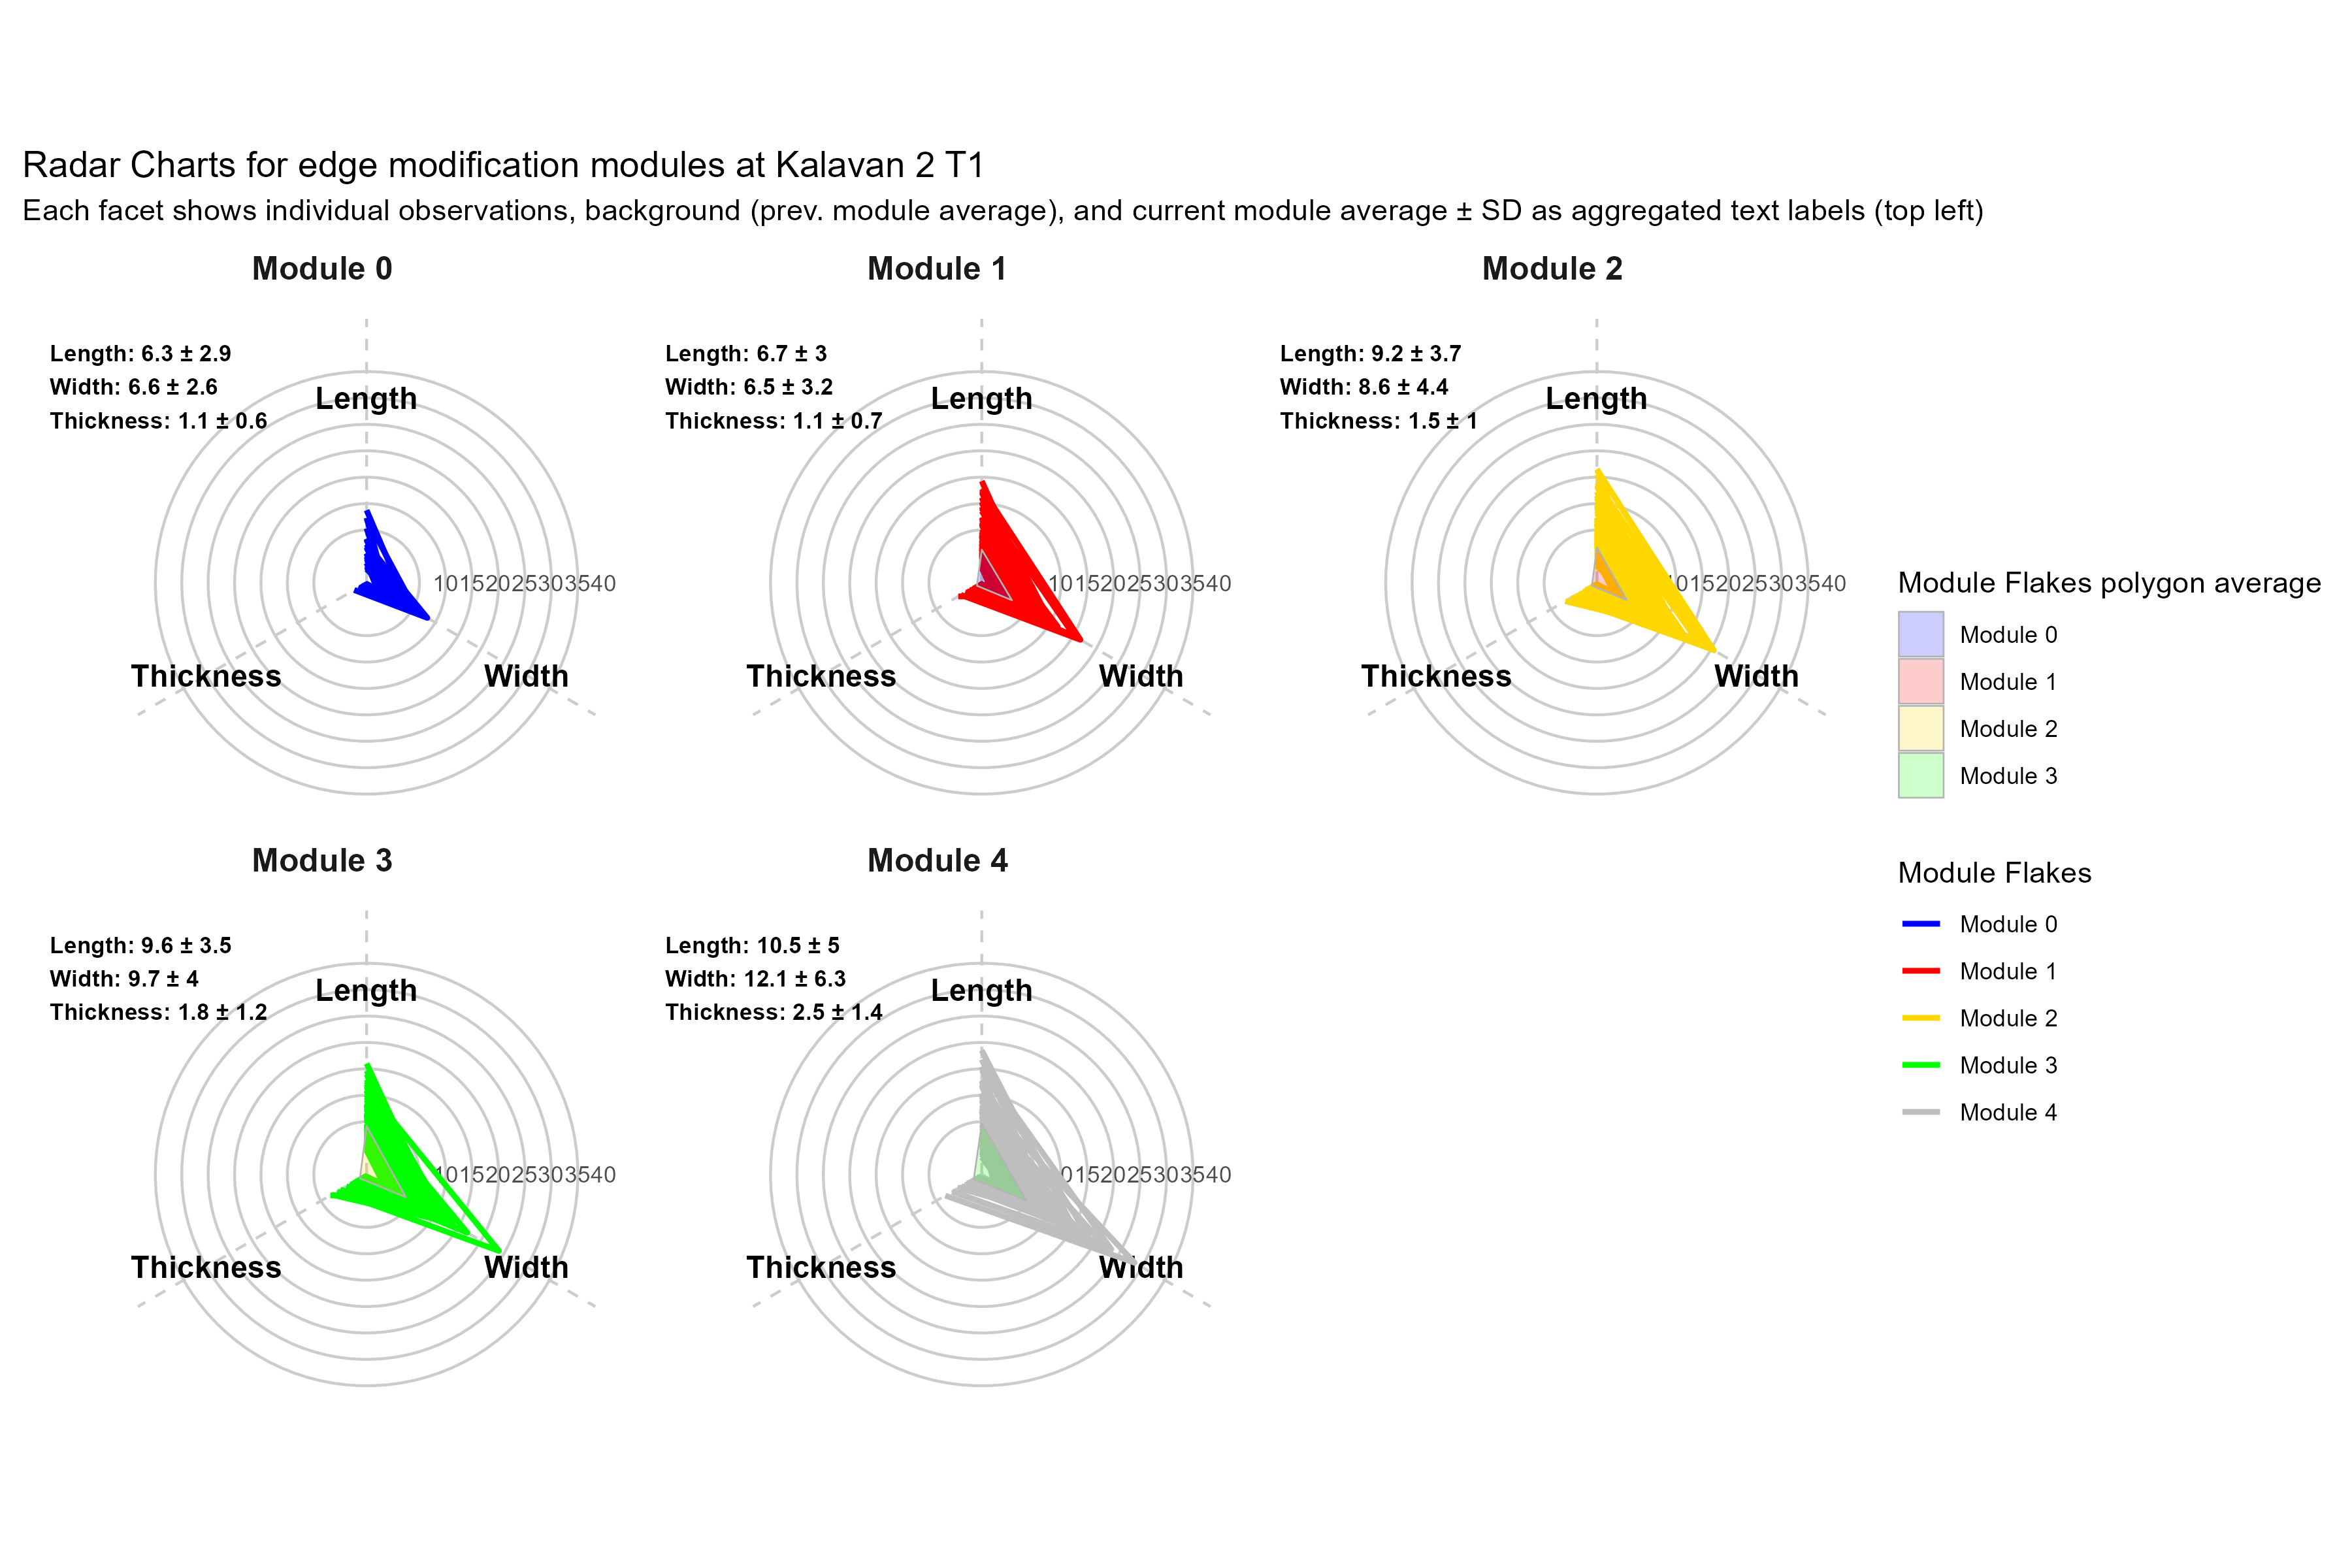 Radar Charts for edge modification modules at Kalavan 2 T1
Each facet shows individual observations, background (prev. module average), and current module average ± SD as aggregated text labels (top left)
Module 0
Length: 6.3 ± 2.9
Width: 6.6 ± 2.6
Thickness: 1.1 ± 0.6
Length
10152025303540
Thickness
Width
Module 1
Length: 6.7 ± 3
Width: 6.5 ± 3.2
Thickness: 1.1 ± 0.7
Length
10152025303540
Thickness
Width
Module 2
Length: 9.2 ± 3.7
Width: 8.6 ± 4.4
Thickness: 1.5 ± 1
Length
10152025303540
Thickness
Width
Module 3
Length: 9.6 ± 3.5
Width: 9.7 ± 4
Thickness: 1.8 ± 1.2
Length
10152025303540
Thickness
Width
Module 4
Length: 10.5 ± 5
Width: 12.1 ± 6.3
Thickness: 2.5 ± 1.4
Length
10152025303540
Thickness
Width
Module Flakes polygon average
Module 0
Module 1
Module 2
Module 3
Module Flakes
Module 0
Module 1
Module 2
Module 3
Module 4